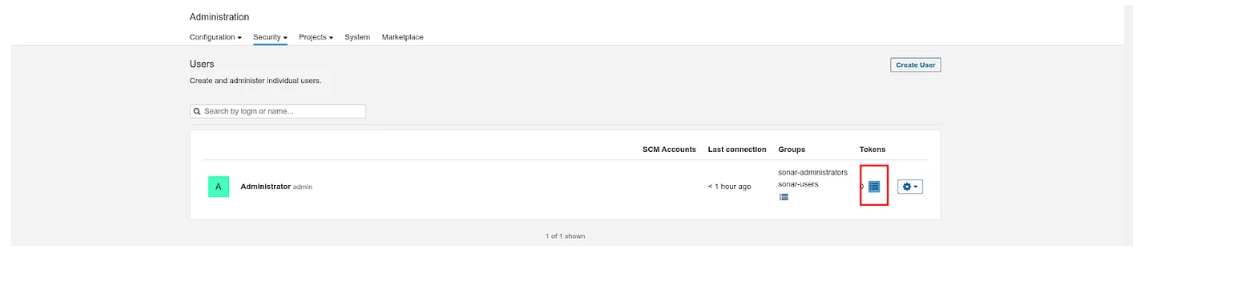 Administration
Configuration Security Projects System Marketplace
Users
Create User
Create and administer individual users.
Search by login or name...
SCM Accounts Last connection Groups Tokens
sonar-administrators
A Administrator admin < 1 hour ago sonar-users 0
1 of 1 shown